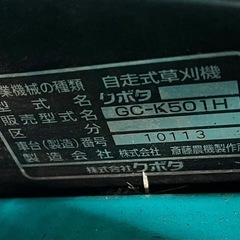 業機械の種類 自走式草刈機
名 クボタ
販売型式名 GC-K501H
区分
車台(製造)番号 10113
製造会社 株式会社 斎藤農機製作所
株式会社 クボタ